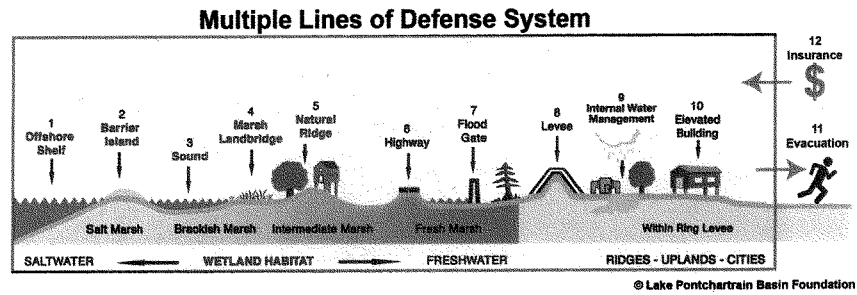 Multiple Lines of Defense System
1
Offshore
Shelf
2
Barrier
Island
3
Sound
4
Marsh
Landbridge
5
Natural
Ridge
6
Highway
7
Flood
Gate
8
Levee
9
Internal Water
Management
10
Elevated
Building
11
Evacuation
12
Insurance
$
Salt Marsh
Brackish Marsh
Intermediate Marsh
Fresh Marsh
Within Ring Levee
SALTWATER
WETLAND HABITAT
FRESHWATER
RIDGES - UPLANDS - CITIES
© Lake Pontchartrain Basin Foundation